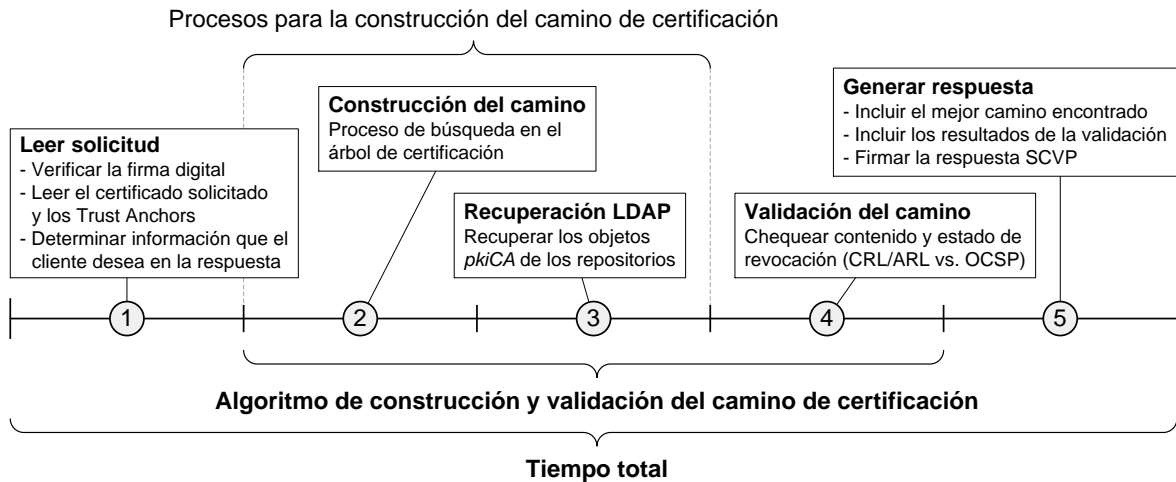 Procesos para la construcción del camino de certificación
Leer solicitud
- Verificar la firma digital
- Leer el certificado solicitado
y los Trust Anchors
- Determinar información que el
cliente desea en la respuesta
Construcción del camino
Proceso de búsqueda en el
árbol de certificación
Recuperación LDAP
Recuperar los objetos
pkiCA de los repositorios
Validación del camino
Chequear contenido y estado de
revocación (CRL/ARL vs. OCSP)
Generar respuesta
- Incluir el mejor camino encontrado
- Incluir los resultados de la validación
- Firmar la respuesta SCVP
1
2
3
4
5
Algoritmo de construcción y validación del camino de certificación
Tiempo total